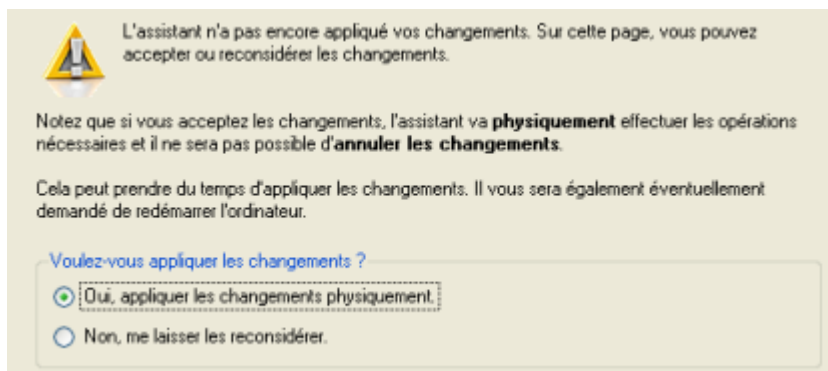 L'assistant n'a pas encore appliqué vos changements. Sur cette page, vous pouvez
accepter ou reconsidérer les changements.
Notez que si vous acceptez les changements, l'assistant va physiquement effectuer les opérations
nécessaires et il ne sera pas possible d'annuler les changements.
Cela peut prendre du temps d'appliquer les changements. Il vous sera également éventuellement
demandé de redémarrer l'ordinateur.
Voulez-vous appliquer les changements ?
Oui, appliquer les changements physiquement.
Non, me laisser les reconsidérer.